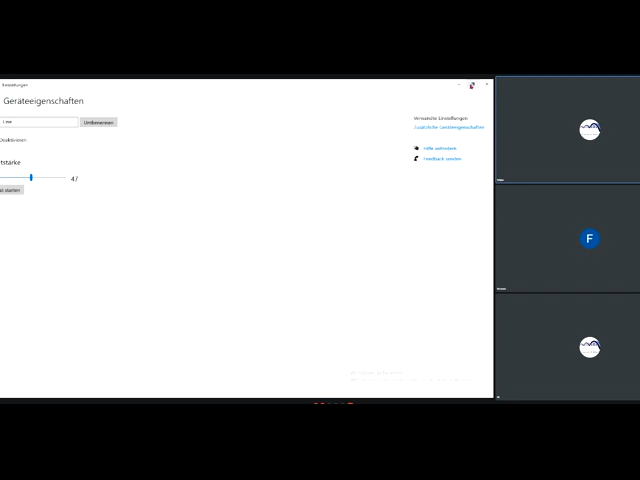 Einstellungen
Geräteeigenschaften
Line
Umbenennen
Deaktivieren
tstärke
47
st starten
Verwandte Einstellungen
Zusätzliche Geräteeigenschaften
Hilfe anfordern
Feedback senden
F